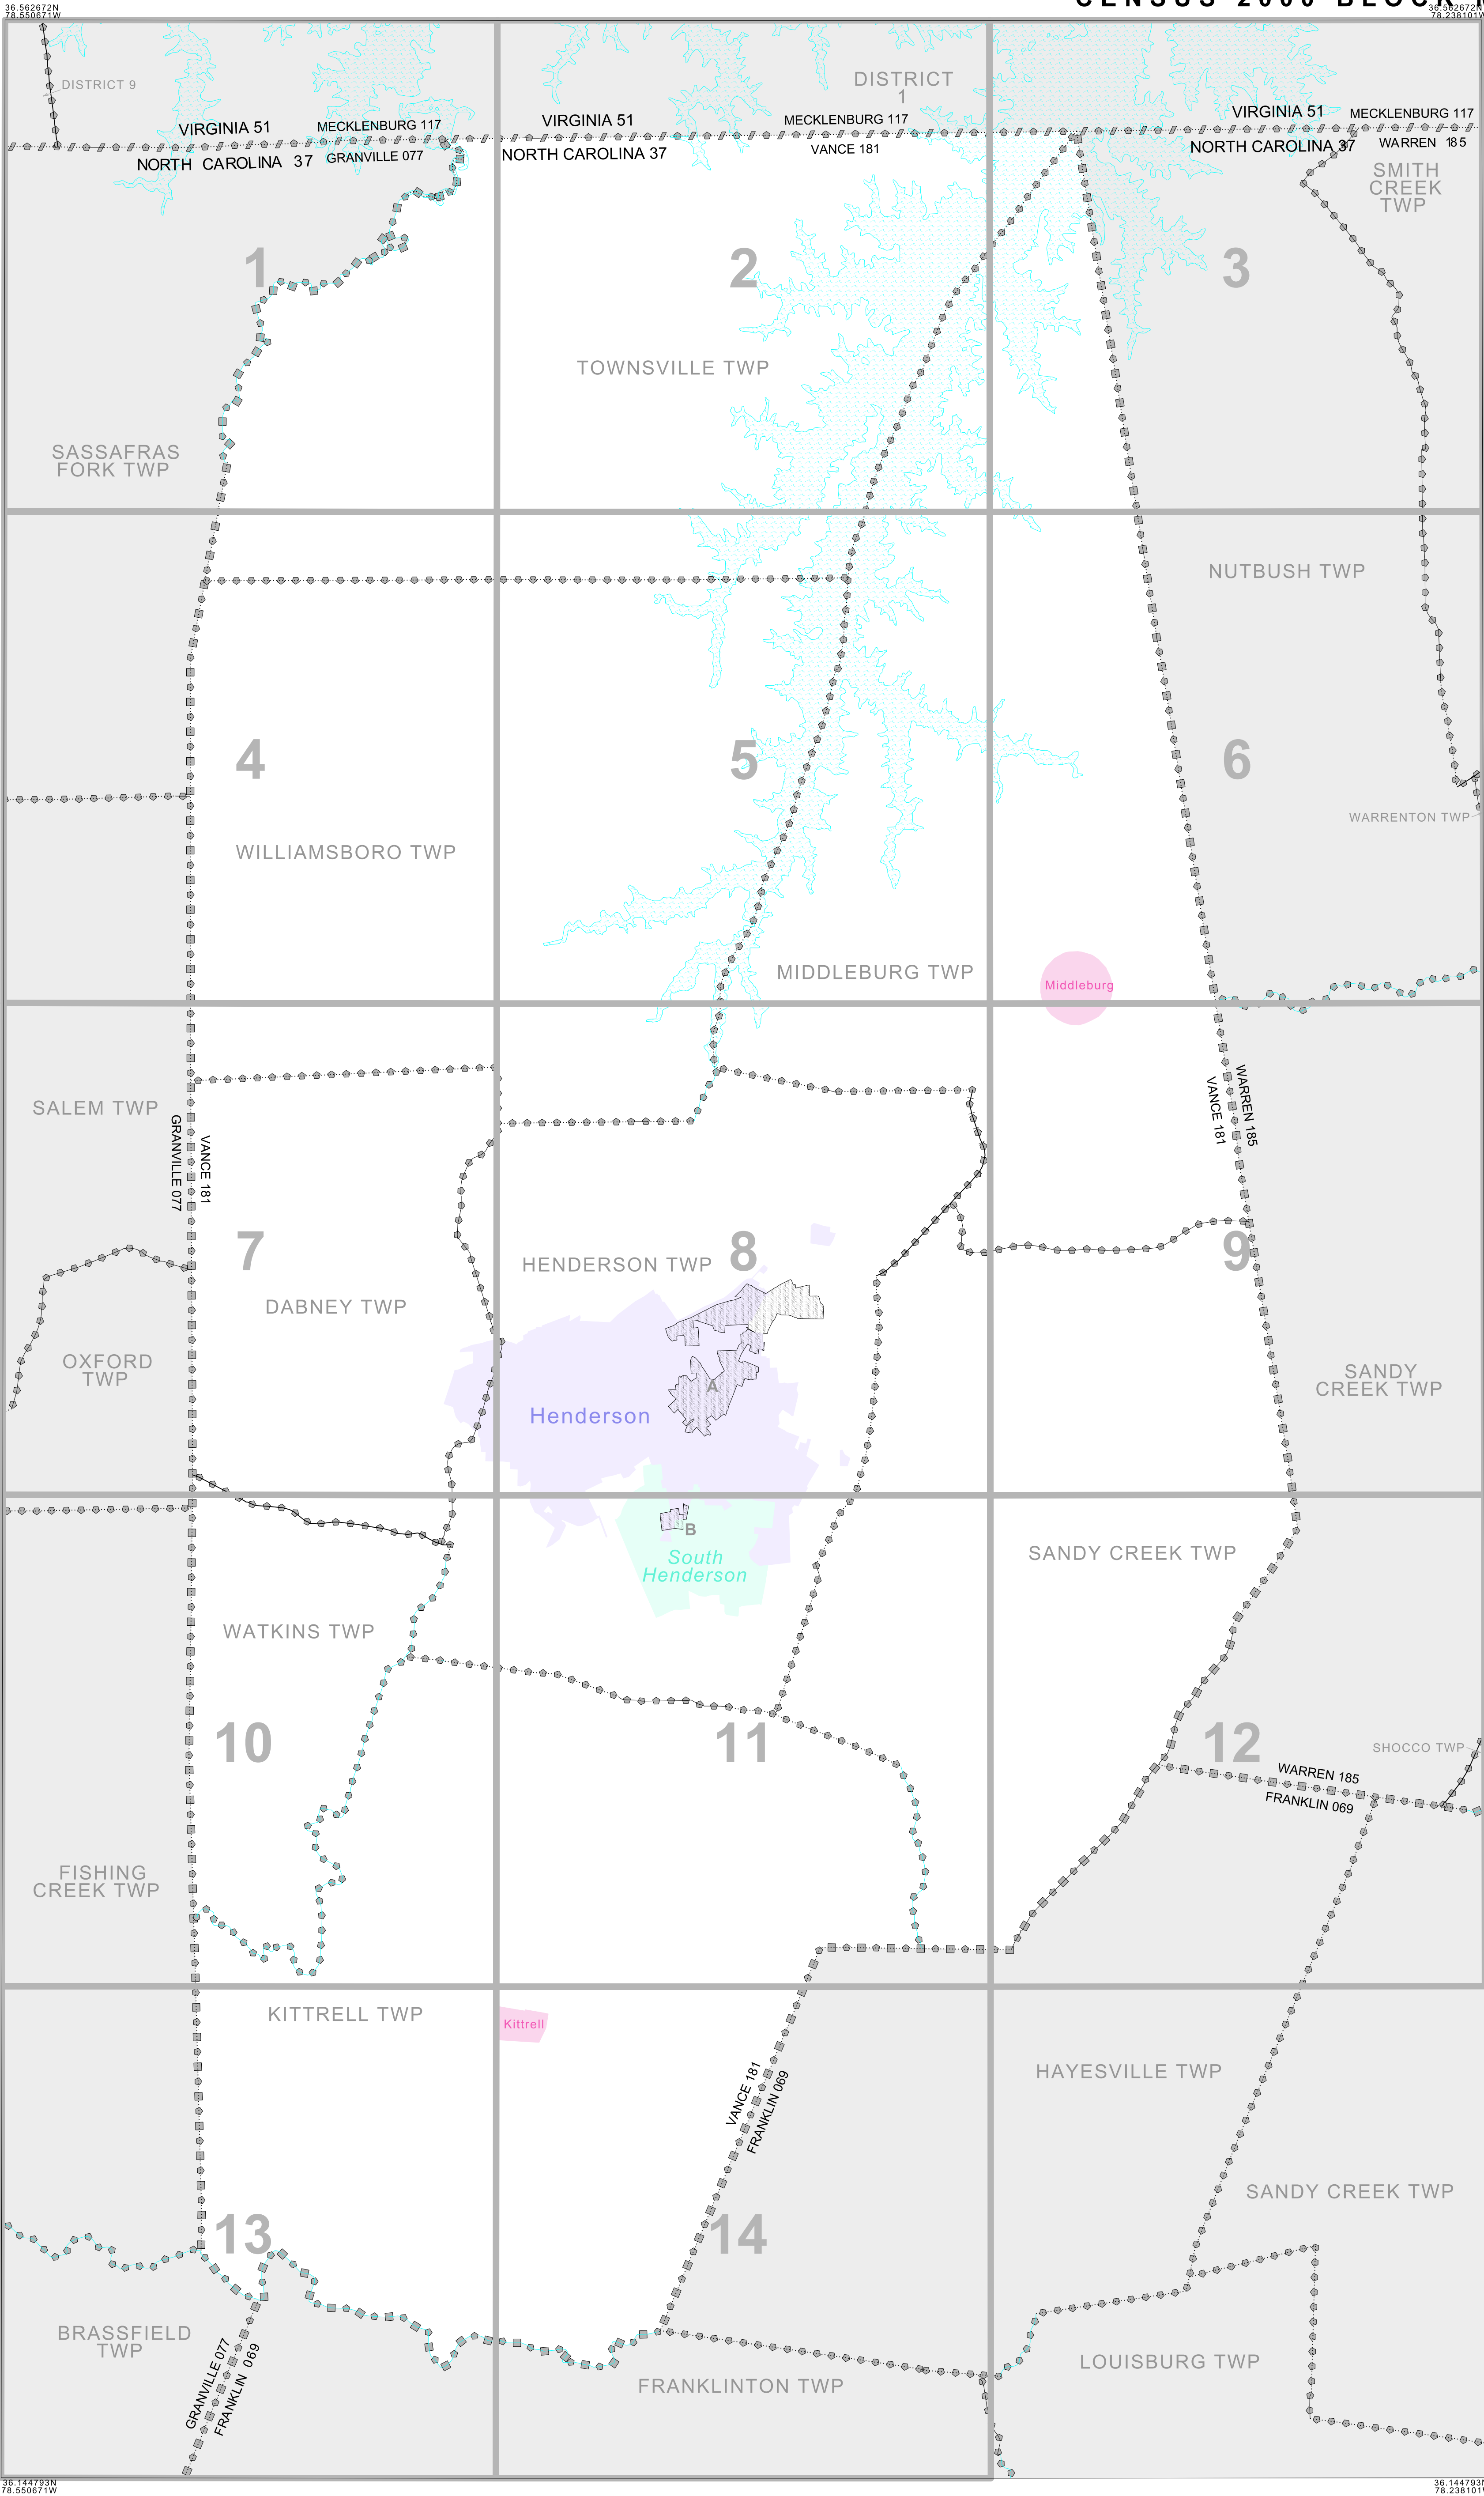 CENSUS 2000 BLOCK
36.562672N
78.550671W
36.562672N
78.238101W
DISTRICT 9
DISTRICT
1
VIRGINIA 51
MECKLENBURG 117
VIRGINIA 51
MECKLENBURG 117
VIRGINIA 51
MECKLENBURG 117
NORTH CAROLINA 37
GRANVILLE 077
NORTH CAROLINA 37
VANCE 181
NORTH CAROLINA 37
WARREN 185
SMITH
CREEK
TWP
1
2
3
TOWNSVILLE TWP
SASSAFRAS
FORK TWP
NUTBUSH TWP
4
5
6
WARRENTON TWP
WILLIAMSBORO TWP
MIDDLEBURG TWP
Middleburg
SALEM TWP
GRANVILLE 077
VANCE 181
VANCE 181
WARREN 185
7
8
9
HENDERSON TWP
DABNEY TWP
OXFORD
TWP
SANDY
CREEK TWP
A
Henderson
B
South
Henderson
SANDY CREEK TWP
WATKINS TWP
10
11
12
SHOCCO TWP
WARREN 185
FRANKLIN 069
FISHING
CREEK TWP
KITTRELL TWP
Kittrell
HAYESVILLE TWP
VANCE 181
FRANKLIN 069
SANDY CREEK TWP
13
14
BRASSFIELD
TWP
GRANVILLE 077
FRANKLIN 069
LOUISBURG TWP
FRANKLINTON TWP
36.144793N
78.550671W
36.144793N
78.238101W